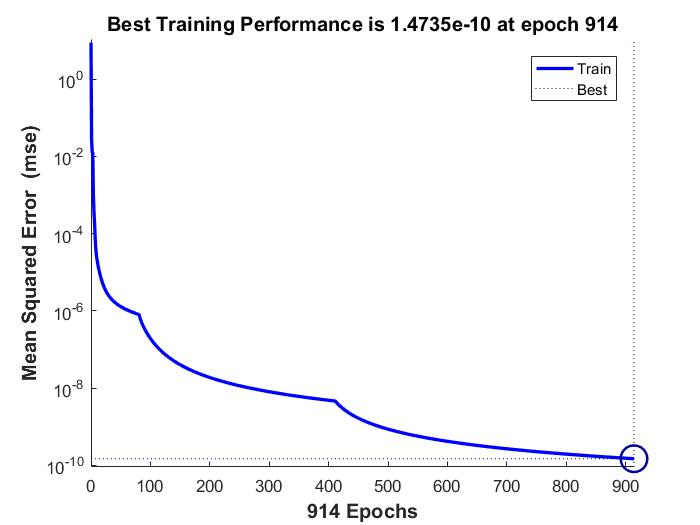 Best Training Performance is 1.4735e-10 at epoch 914
Train
Best
Mean Squared Error (mse)
10^0
10^-2
10^-4
10^-6
10^-8
10^-10
0 100 200 300 400 500 600 700 800 900
914 Epochs